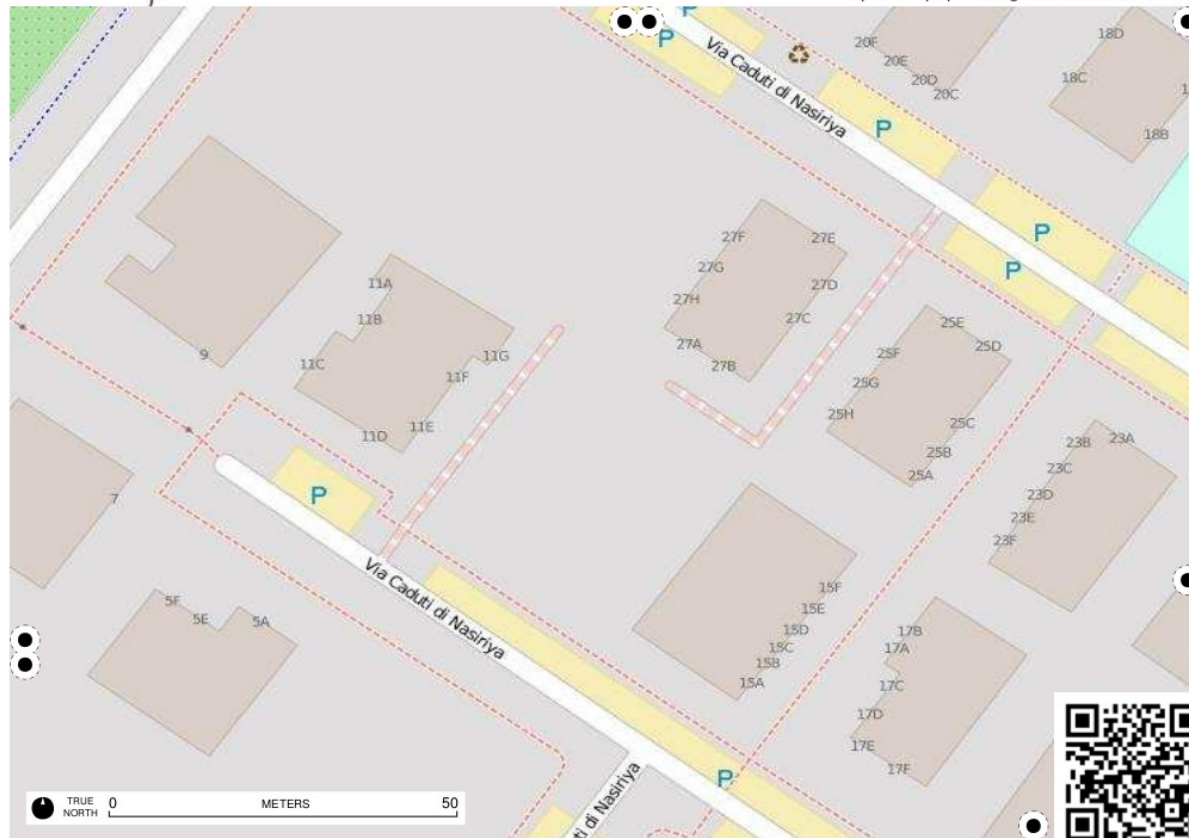 P
P
Via Caduti di Nasiriya
P
20F
20E
20D
20C
18D
18C
18B
P
P
27F
27E
27G
27D
27H
27C
27A
27B
11A
11B
11C
11G
11F
11E
11D
9
7
25E
25D
25F
25G
25H
25C
25B
25A
23A
23B
23C
23D
23E
23F
P
Via Caduti di Nasiriya
5F
5E
5A
15F
15E
15D
15C
15B
15A
17B
17A
17C
17D
17E
17F
P
ti di Nasiriya
TRUE NORTH 0 METERS 50